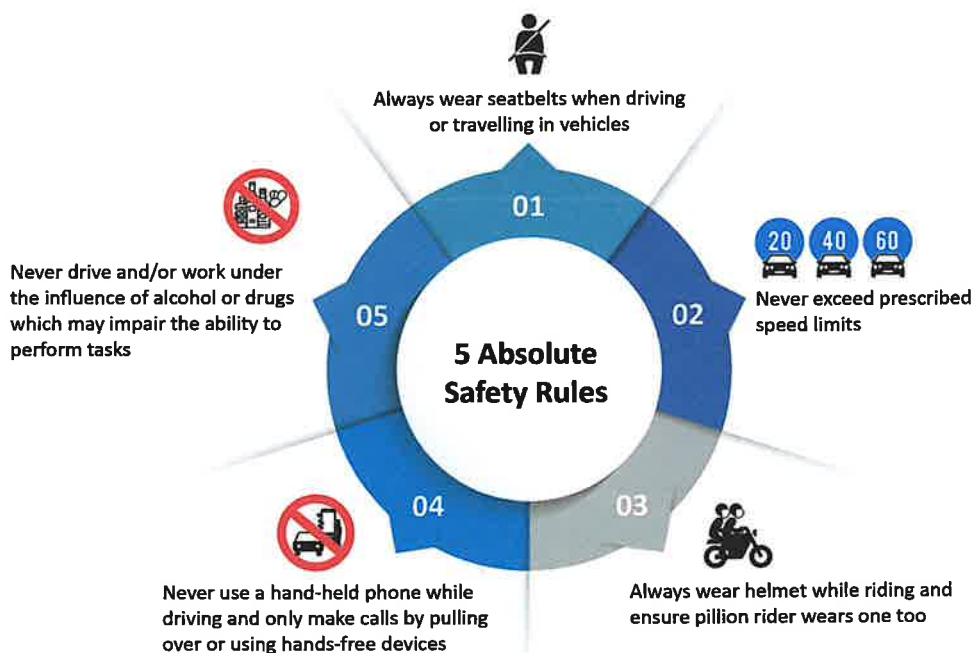 Always wear seatbelts when driving
or travelling in vehicles
01
20 40 60
Never exceed prescribed
speed limits
02
5 Absolute
Safety Rules
03
Always wear helmet while riding and
ensure pillion rider wears one too
04
Never use a hand-held phone while
driving and only make calls by pulling
over or using hands-free devices
05
Never drive and/or work under
the influence of alcohol or drugs
which may impair the ability to
perform tasks